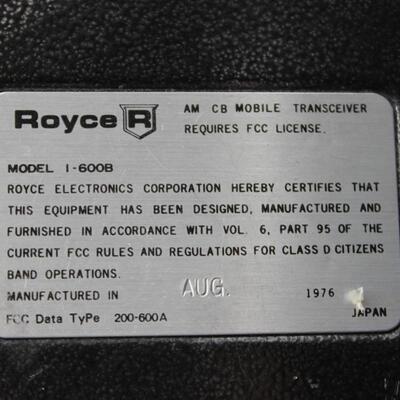 Royce R
AM CB MOBILE TRANSCEIVER
REQUIRES FCC LICENSE.
MODEL I-600B
ROYCE ELECTRONICS CORPORATION HEREBY CERTIFIES THAT
THIS EQUIPMENT HAS BEEN DESIGNED, MANUFACTURED AND
FURNISHED IN ACCORDANCE WITH VOL. 6, PART 95 OF THE
CURRENT FCC RULES AND REGULATIONS FOR CLASS D CITIZENS
BAND OPERATIONS.
MANUFACTURED IN AUG. 1976
FCC Data TyPe 200-600A JAPAN